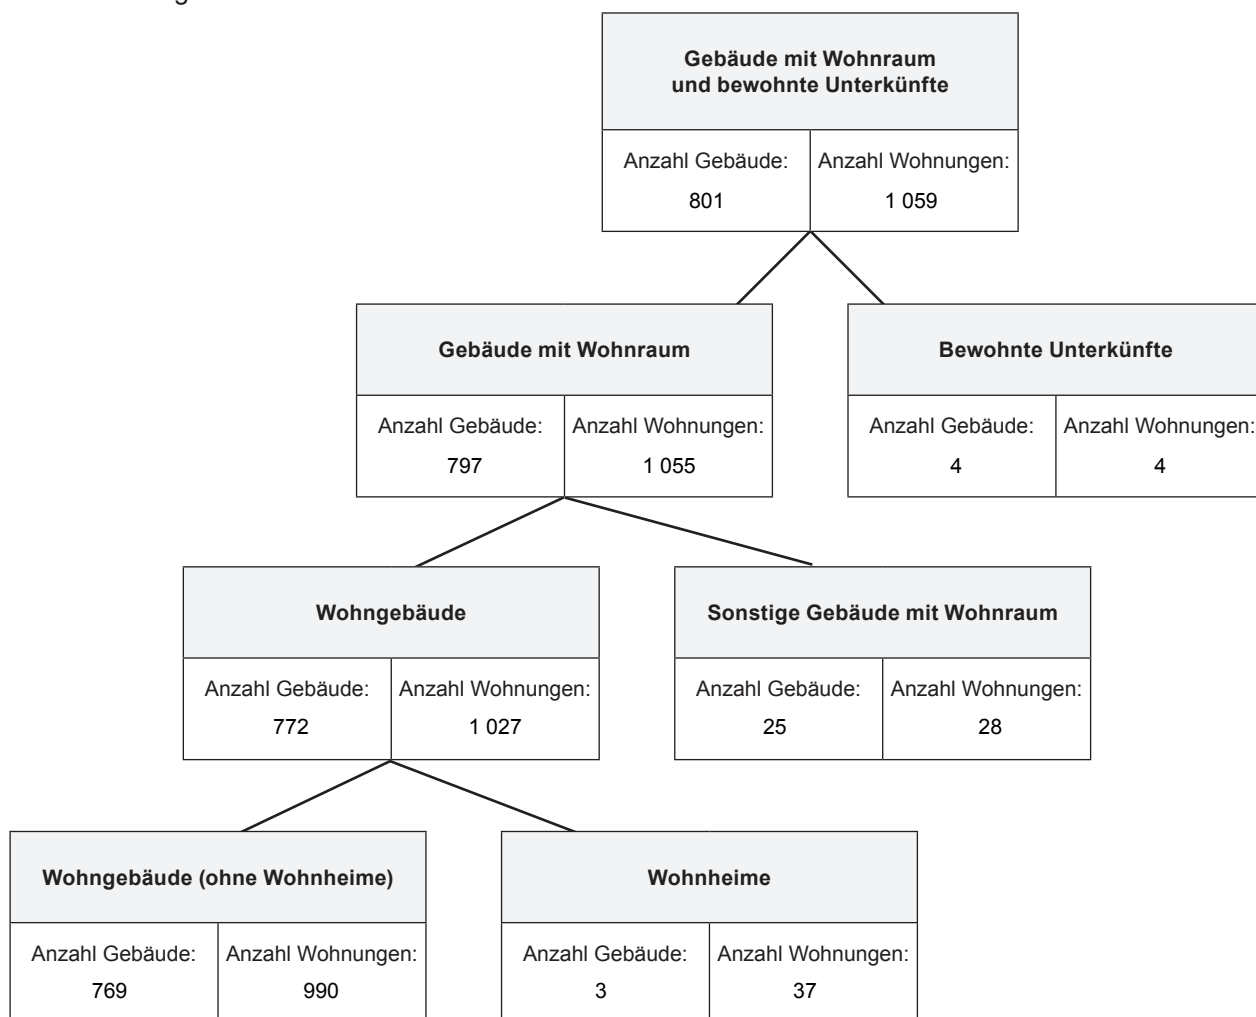 Gebäude mit Wohnraum
und bewohnte Unterkünfte
Anzahl Gebäude: Anzahl Wohnungen:
801 1 059
Gebäude mit Wohnraum Bewohnte Unterkünfte
Anzahl Gebäude: Anzahl Wohnungen: Anzahl Gebäude: Anzahl Wohnungen:
797 1 055 4 4
Wohngebäude Sonstige Gebäude mit Wohnraum
Anzahl Gebäude: Anzahl Wohnungen: Anzahl Gebäude: Anzahl Wohnungen:
772 1 027 25 28
Wohngebäude (ohne Wohnheime) Wohnheime
Anzahl Gebäude: Anzahl Wohnungen: Anzahl Gebäude: Anzahl Wohnungen:
769 990 3 37